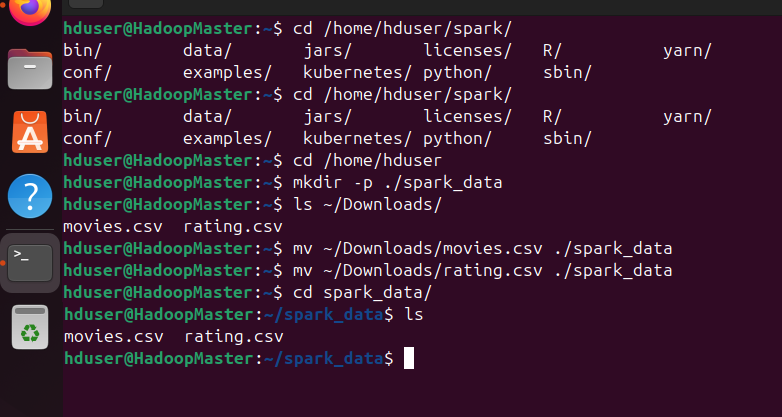 hduser@HadoopMaster:~$ cd /home/hduser/spark/
bin/ data/ jars/ licenses/ R/ yarn/
conf/ examples/ kubernetes/ python/ sbin/
hduser@HadoopMaster:~$ cd /home/hduser/spark/
bin/ data/ jars/ licenses/ R/ yarn/
conf/ examples/ kubernetes/ python/ sbin/
hduser@HadoopMaster:~$ cd /home/hduser
hduser@HadoopMaster:~$ mkdir -p ./spark_data
hduser@HadoopMaster:~$ ls ~/Downloads/
movies.csv rating.csv
hduser@HadoopMaster:~$ mv ~/Downloads/movies.csv ./spark_data
hduser@HadoopMaster:~$ mv ~/Downloads/rating.csv ./spark_data
hduser@HadoopMaster:~$ cd spark_data/
hduser@HadoopMaster:~/spark_data$ ls
movies.csv rating.csv
hduser@HadoopMaster:~/spark_data$